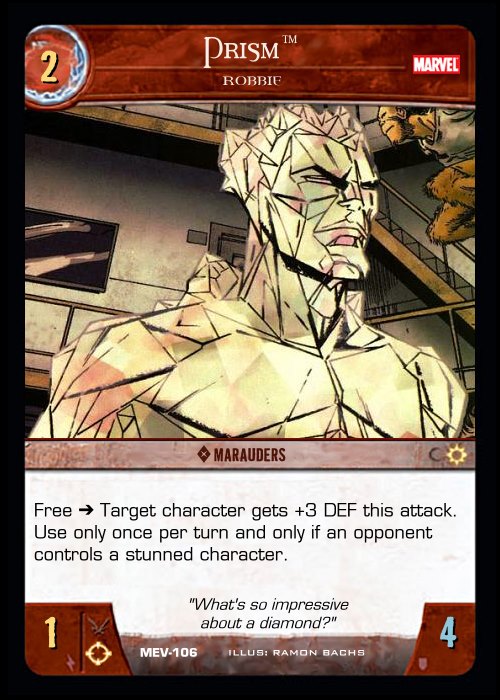 2
PRISM™
MARVEL
ROBBIE
MARAUDERS
C
Free ➔ Target character gets +3 DEF this attack.
Use only once per turn and only if an opponent
controls a stunned character.
"What's so impressive
about a diamond?"
1
4
MEV-106 ILLUS: RAMON BACHS